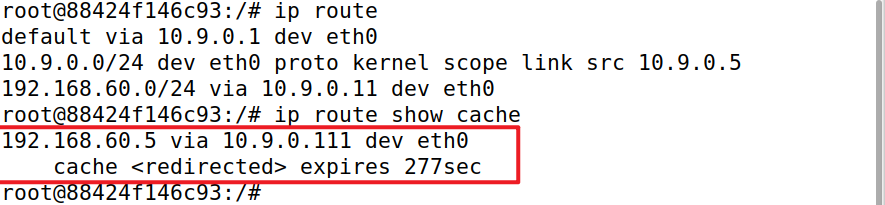 root@88424f146c93:/# ip route
default via 10.9.0.1 dev eth0
10.9.0.0/24 dev eth0 proto kernel scope link src 10.9.0.5
192.168.60.0/24 via 10.9.0.11 dev eth0
root@88424f146c93:/# ip route show cache
192.168.60.5 via 10.9.0.111 dev eth0
    cache <redirected> expires 277sec
root@88424f146c93:/#